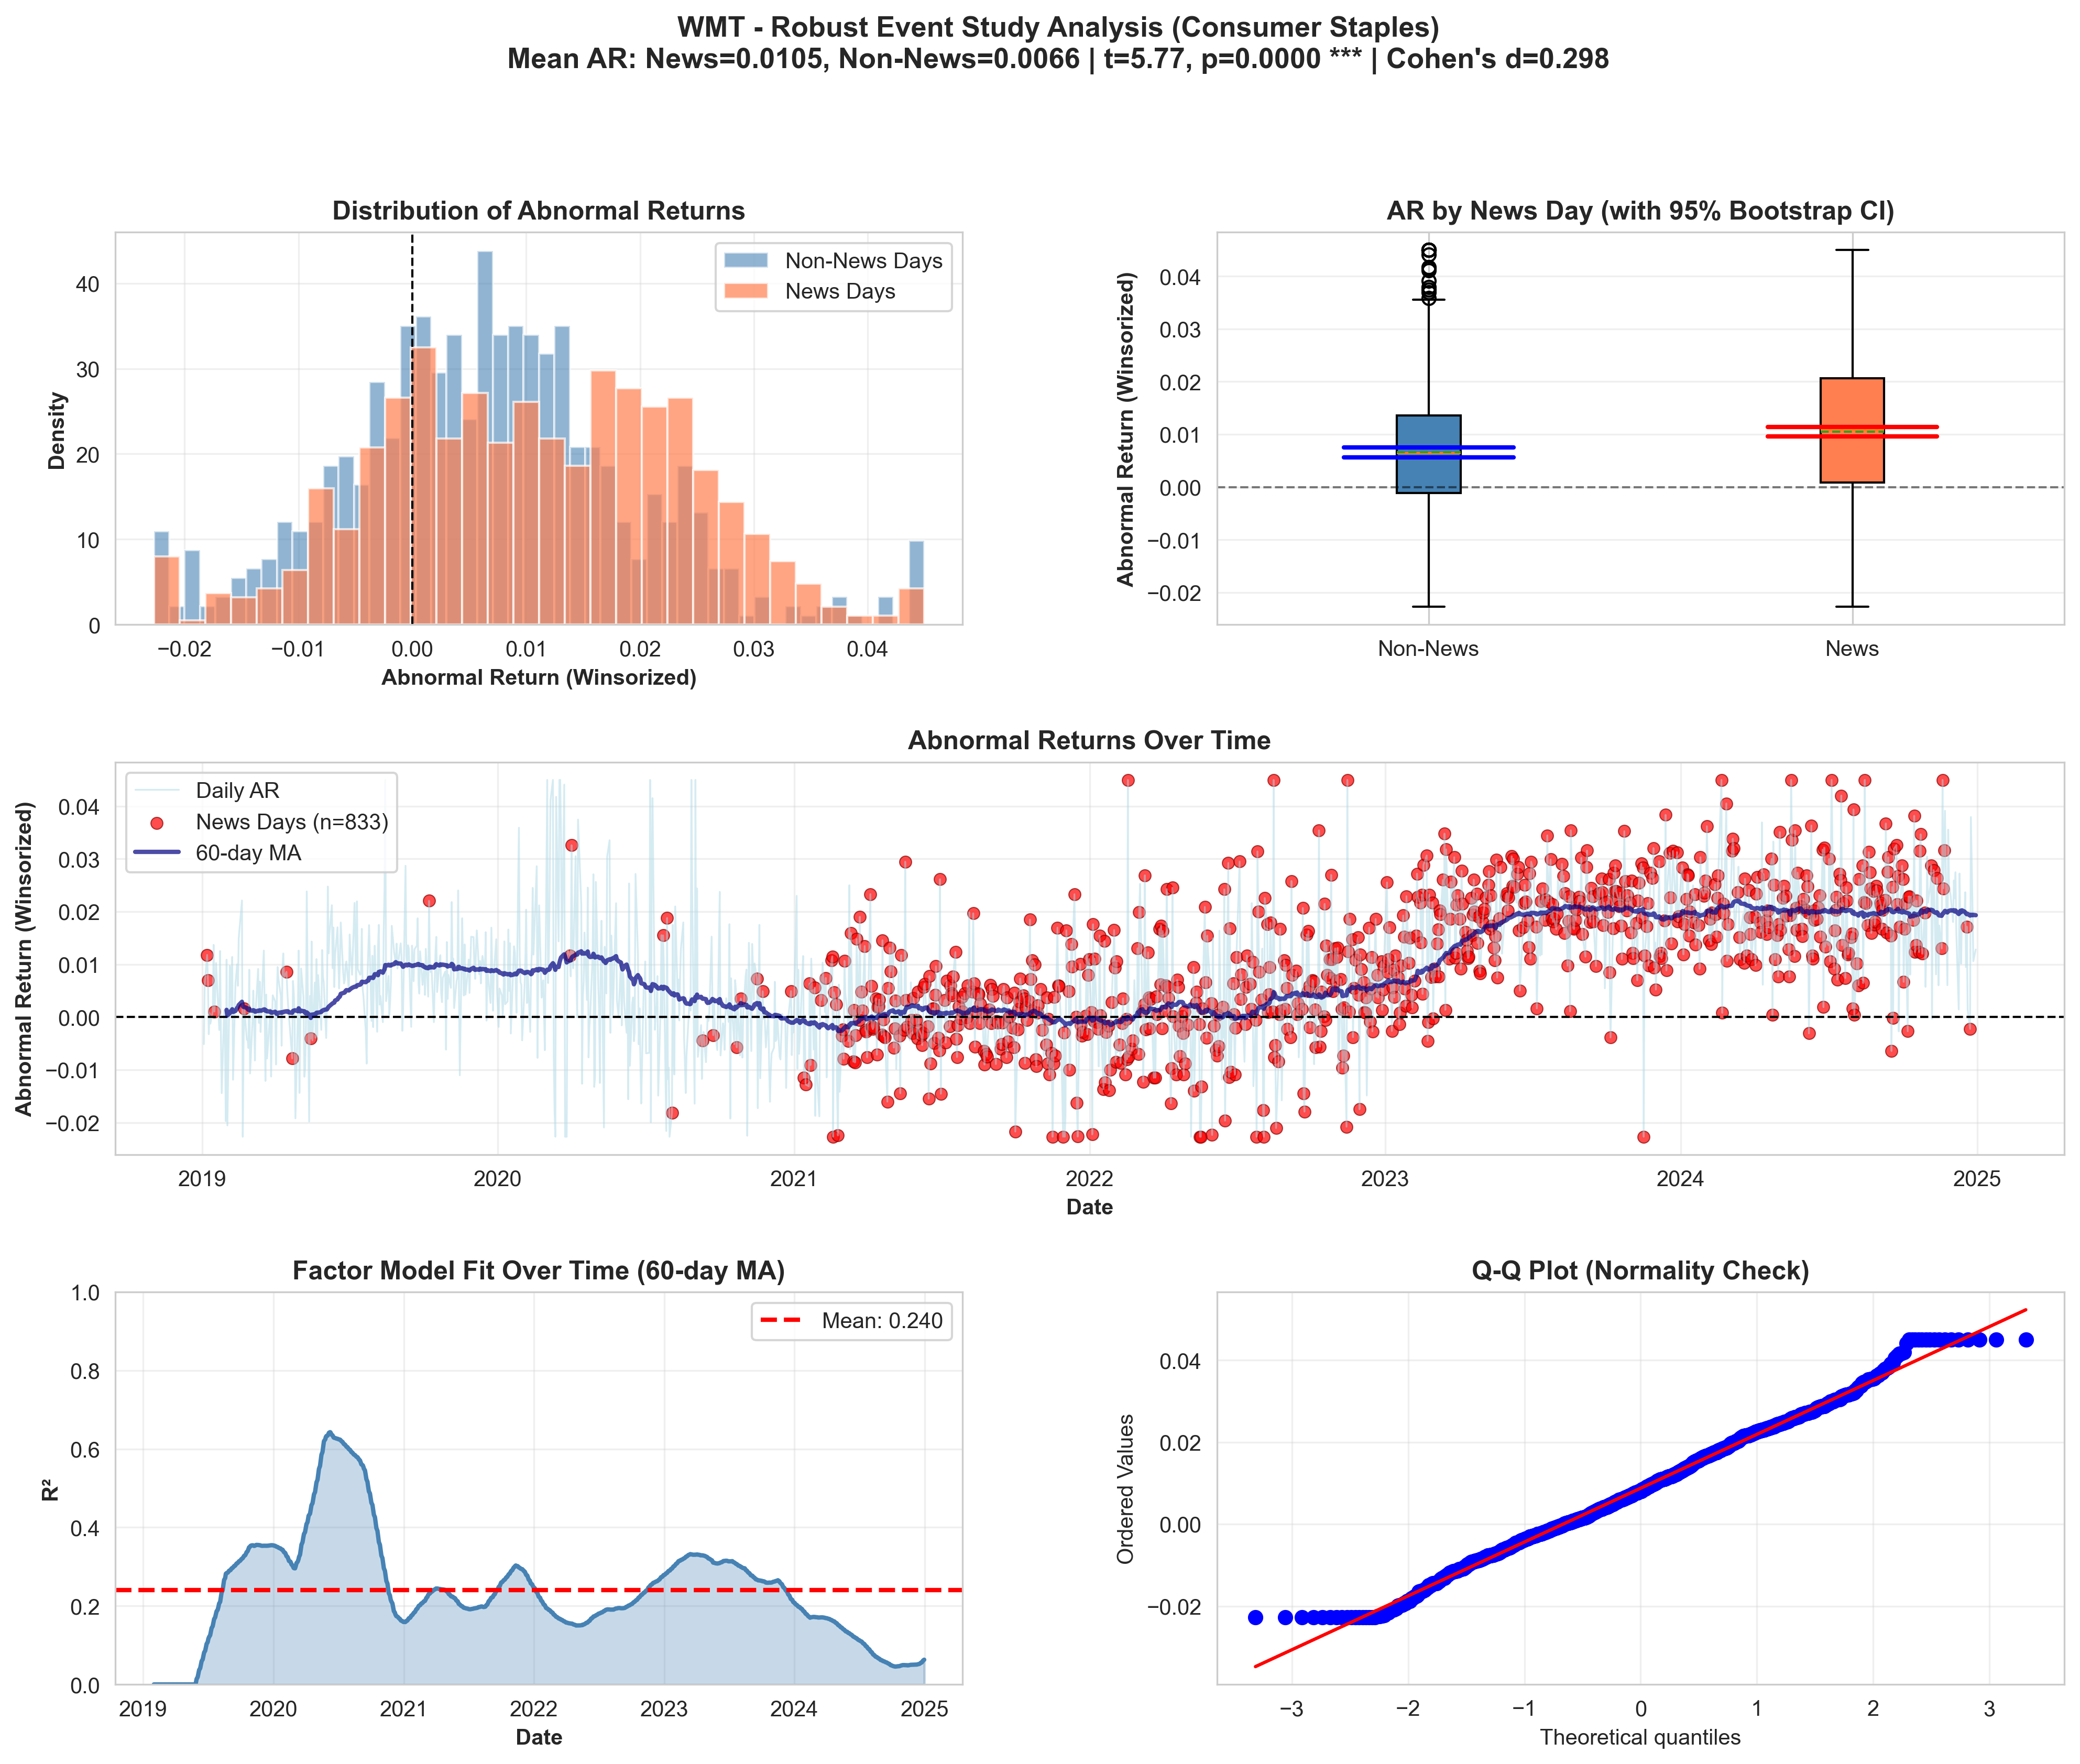 WMT - Robust Event Study Analysis (Consumer Staples)
Mean AR: News=0.0105, Non-News=0.0066 | t=5.77, p=0.0000 *** | Cohen's d=0.298
Distribution of Abnormal Returns
Non-News Days
News Days
Density
40
30
20
10
0
−0.02
−0.01
0.00
0.01
0.02
0.03
0.04
Abnormal Return (Winsorized)
AR by News Day (with 95% Bootstrap CI)
Abnormal Return (Winsorized)
0.04
0.03
0.02
0.01
0.00
−0.01
−0.02
Non-News
News
Abnormal Returns Over Time
Daily AR
News Days (n=833)
60-day MA
Abnormal Return (Winsorized)
0.04
0.03
0.02
0.01
0.00
−0.01
−0.02
2019
2020
2021
2022
2023
2024
2025
Date
Factor Model Fit Over Time (60-day MA)
Mean: 0.240
R²
1.0
0.8
0.6
0.4
0.2
0.0
2019
2020
2021
2022
2023
2024
2025
Date
Q-Q Plot (Normality Check)
Ordered Values
0.04
0.02
0.00
−0.02
−3
−2
−1
0
1
2
3
Theoretical quantiles